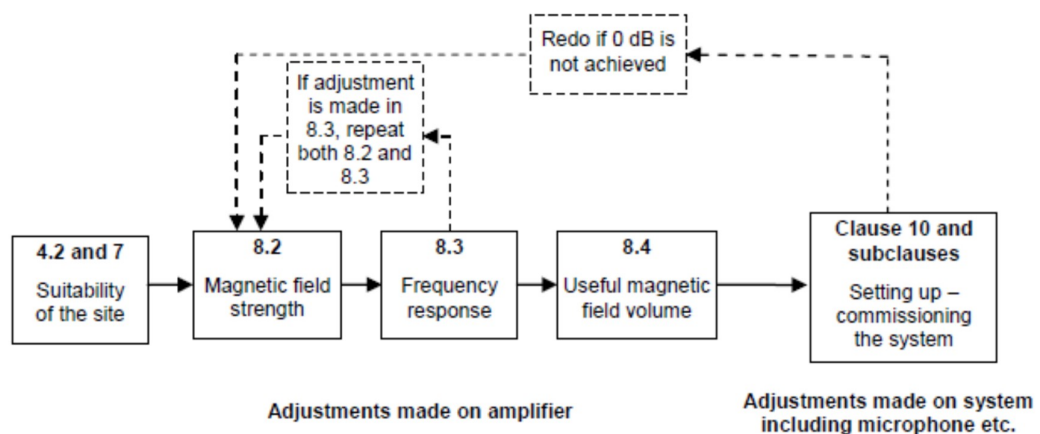 Redo if 0 dB is
not achieved
If adjustment
is made in
8.3, repeat
both 8.2 and
8.3
4.2 and 7
Suitability
of the site
8.2
Magnetic field
strength
8.3
Frequency
response
8.4
Useful magnetic
field volume
Clause 10 and
subclauses
Setting up –
commissioning
the system
Adjustments made on amplifier
Adjustments made on system
including microphone etc.